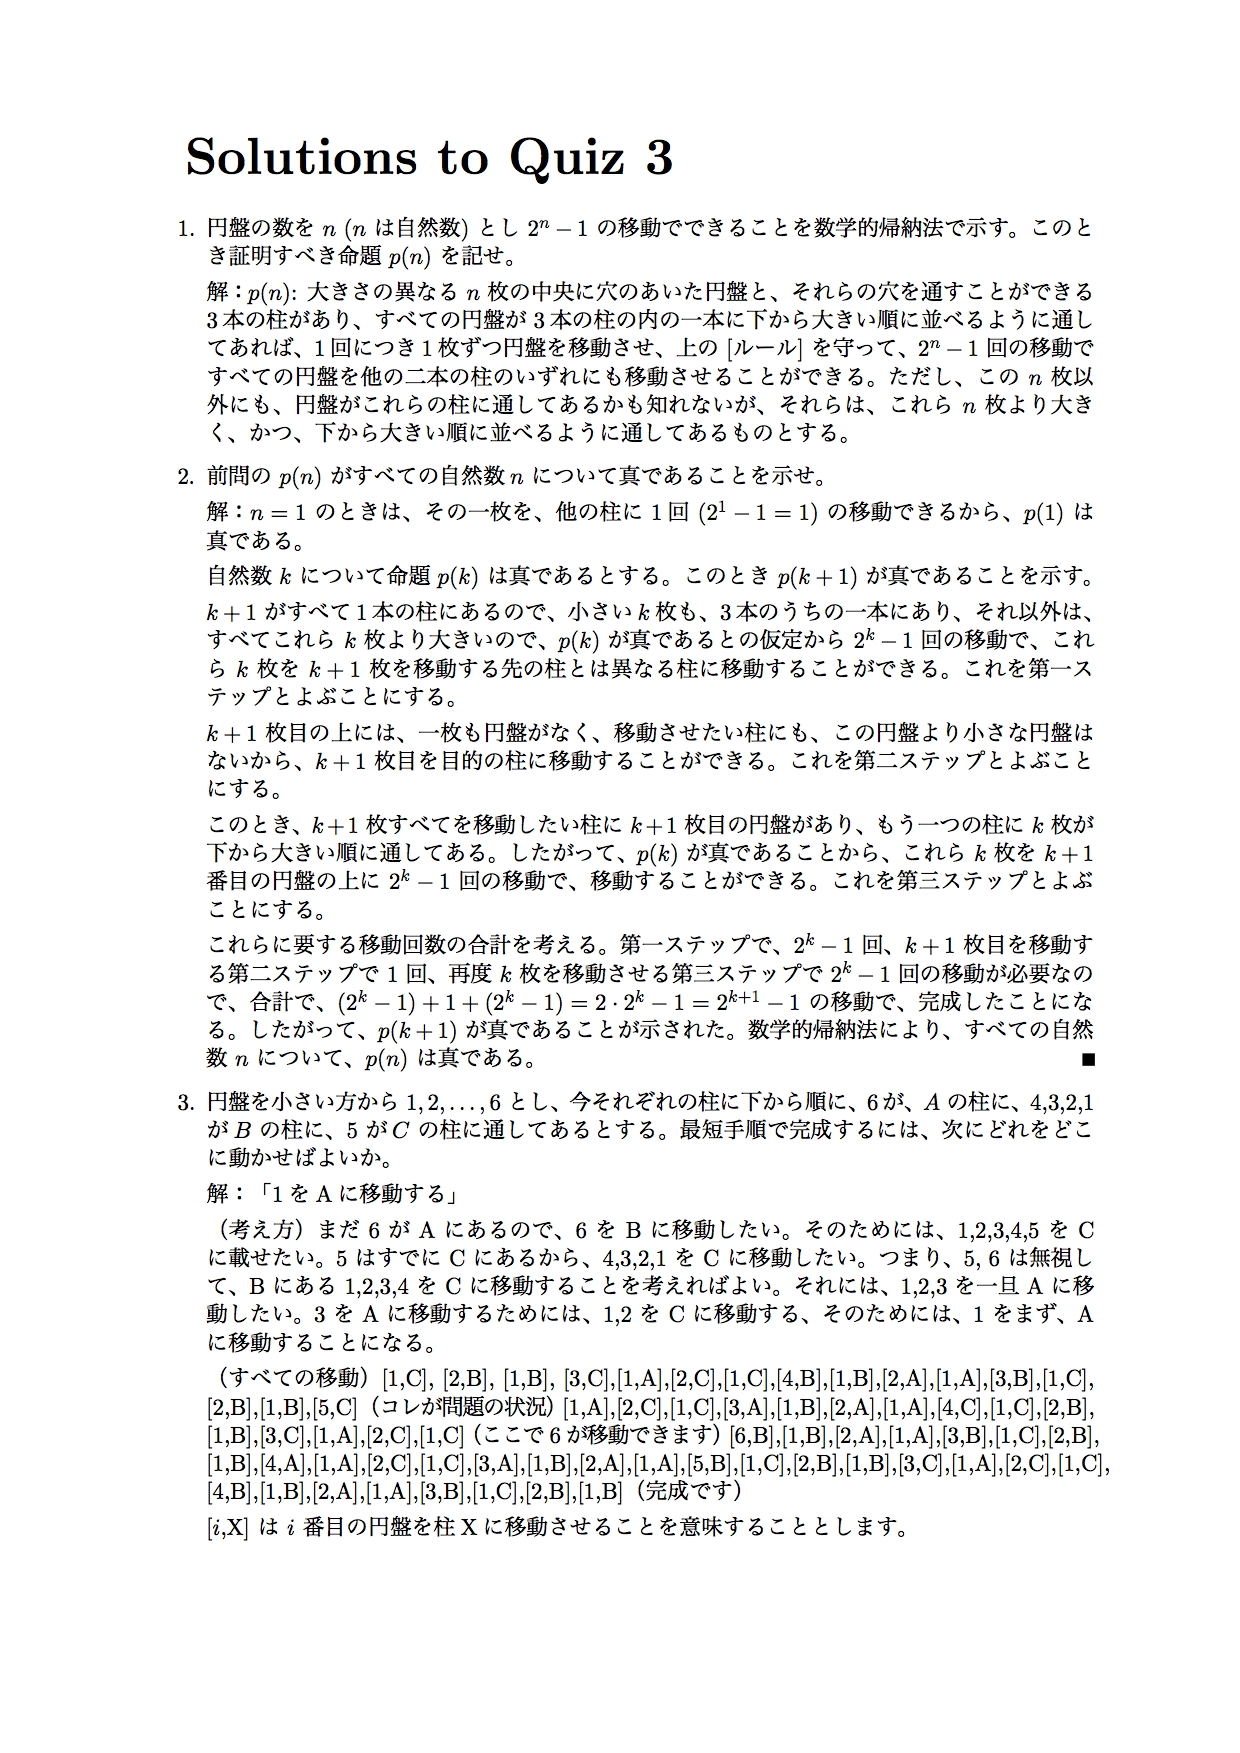 Solutions to Quiz 3
1. 円盤の数を n (n は自然数) とし 2^n − 1 の移動でできることを数学的帰納法で示す。このと
き証明すべき命題 p(n) を記せ。
解：p(n): 大きさの異なる n 枚の中央に穴のあいた円盤と、それらの穴を通すことができる
3 本の柱があり、すべての円盤が 3 本の柱の内の一本に下から大きい順に並べるように通し
てあれば、1 回につき 1 枚ずつ円盤を移動させ、上の [ルール] を守って、2^n − 1 回の移動で
すべての円盤を他の二本の柱のいずれにも移動させることができる。ただし、この n 枚以
外にも、円盤がこれらの柱に通してあるかも知れないが、それらは、これら n 枚より大き
く、かつ、下から大きい順に並べるように通してあるものとする。
2. 前問の p(n) がすべての自然数 n について真であることを示せ。
解：n = 1 のときは、その一枚を、他の柱に 1 回 (2^1 − 1 = 1) の移動できるから、p(1) は
真である。
自然数 k について命題 p(k) は真であるとする。このとき p(k + 1) が真であることを示す。
k + 1 がすべて 1 本の柱にあるので、小さい k 枚も、3 本のうちの一本にあり、それ以外は、
すべてこれら k 枚より大きいので、p(k) が真であるとの仮定から 2^k − 1 回の移動で、これ
ら k 枚を k + 1 枚を移動する先の柱とは異なる柱に移動することができる。これを第一ス
テップとよぶことにする。
k + 1 枚目の上には、一枚も円盤がなく、移動させたい柱にも、この円盤より小さな円盤は
ないから、k + 1 枚目を目的の柱に移動することができる。これを第二ステップとよぶこと
にする。
このとき、k + 1 枚すべてを移動したい柱に k + 1 枚目の円盤があり、もう一つの柱に k 枚が
下から大きい順に通してある。したがって、p(k) が真であることから、これら k 枚を k + 1
番目の円盤の上に 2^k − 1 回の移動で、移動することができる。これを第三ステップとよぶ
ことにする。
これらに要する移動回数の合計を考える。第一ステップで、2^k − 1 回、k + 1 枚目を移動す
る第二ステップで 1 回、再度 k 枚を移動させる第三ステップで 2^k − 1 回の移動が必要なの
で、合計で、(2^k − 1) + 1 + (2^k − 1) = 2 · 2^k − 1 = 2^{k+1} − 1 の移動で、完成したことにな
る。したがって、p(k + 1) が真であることが示された。数学的帰納法により、すべての自然
数 n について、p(n) は真である。 ■
3. 円盤を小さい方から 1, 2, . . . , 6 とし、今それぞれの柱に下から順に、6 が、A の柱に、4,3,2,1
が B の柱に、5 が C の柱に通してあるとする。最短手順で完成するには、次にどれをどこ
に動かせばよいか。
解：「1 を A に移動する」
（考え方）まだ 6 が A にあるので、6 を B に移動したい。そのためには、1,2,3,4,5 を C
に載せたい。5 はすでに C にあるから、4,3,2,1 を C に移動したい。つまり、5, 6 は無視し
て、B にある 1,2,3,4 を C に移動することを考えればよい。それには、1,2,3 を一旦 A に移
動したい。3 を A に移動するためには、1,2 を C に移動する、そのためには、1 をまず、A
に移動することになる。
（すべての移動）[1,C], [2,B], [1,B], [3,C],[1,A],[2,C],[1,C],[4,B],[1,B],[2,A],[1,A],[3,B],[1,C],
[2,B],[1,B],[5,C]（コレが問題の状況）[1,A],[2,C],[1,C],[3,A],[1,B],[2,A],[1,A],[4,C],[1,C],[2,B],
[1,B],[3,C],[1,A],[2,C],[1,C]（ここで 6 が移動できます）[6,B],[1,B],[2,A],[1,A],[3,B],[1,C],[2,B],
[1,B],[4,A],[1,A],[2,C],[1,C],[3,A],[1,B],[2,A],[1,A],[5,B],[1,C],[2,B],[1,B],[3,C],[1,A],[2,C],[1,C],
[4,B],[1,B],[2,A],[1,A],[3,B],[1,C],[2,B],[1,B]（完成です）
[i,X] は i 番目の円盤を柱 X に移動させることを意味することとします。